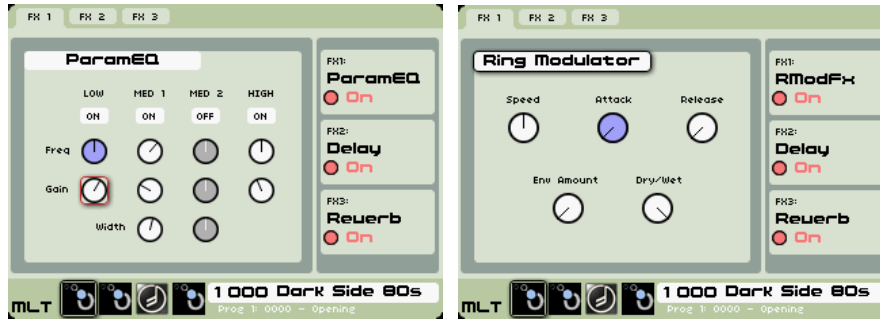 FX 1 FX 2 FX 3
ParamEQ
LOW MED 1 MED 2 HIGH
ON ON OFF ON
Freq
Gain
Width
FX1:
ParamEQ
On
FX2:
Delay
On
FX3:
Reverb
On
MLT
1 000 Dark Side 80s
Prog 1: 0000 - Opening
FX 1 FX 2 FX 3
Ring Modulator
Speed Attack Release
Env Amount Dry/Wet
FX1:
RModFx
On
FX2:
Delay
On
FX3:
Reverb
On
MLT
1 000 Dark Side 80s
Prog 1: 0000 - Opening